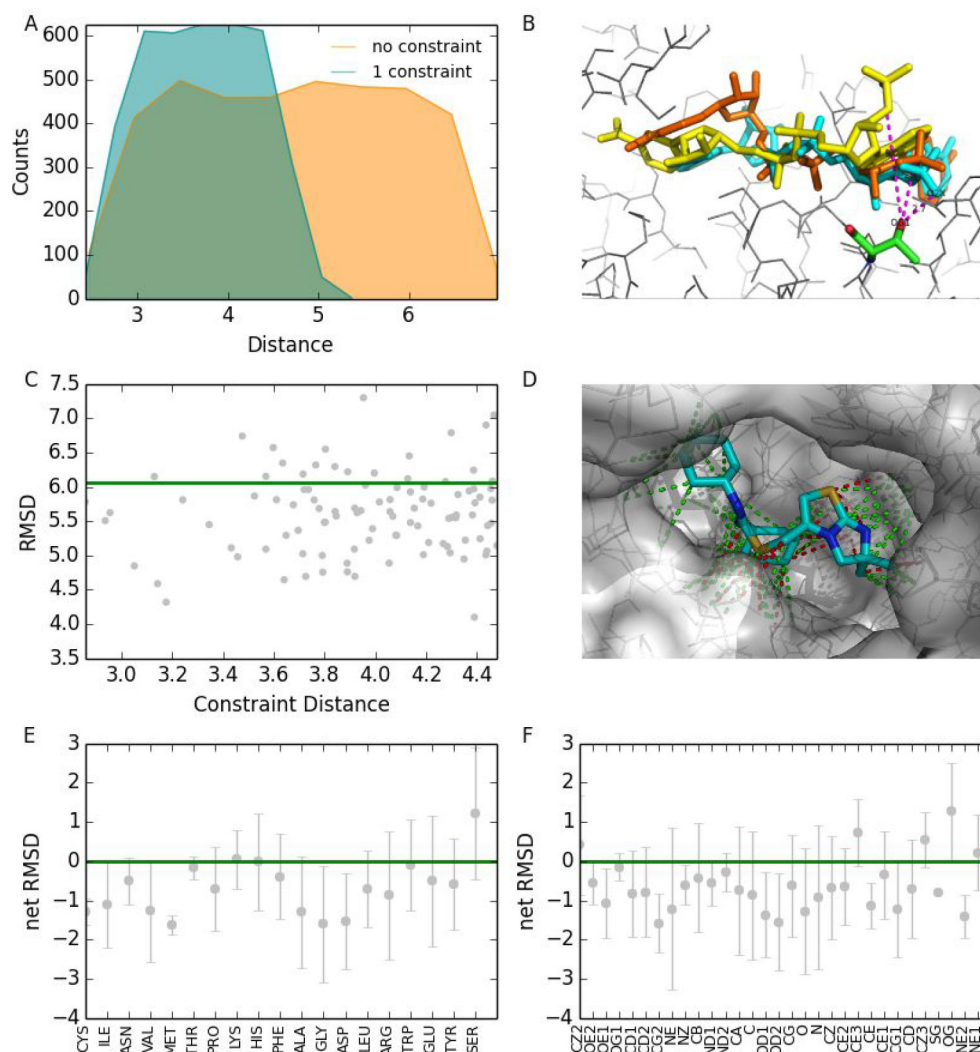 A
600
500
400
300
200
100
0
Counts
no constraint
1 constraint
3 4 5 6
Distance
B
C
7.5
7.0
6.5
6.0
5.5
5.0
4.5
4.0
3.5
RMSD
3.0 3.2 3.4 3.6 3.8 4.0 4.2 4.4
Constraint Distance
D
E
3
2
1
0
−1
−2
−3
−4
net RMSD
CYS
ILE
ASN
VAL
MET
THR
PRO
LYS
HIS
PHE
ALA
GLY
ASP
LEU
ARG
TRP
GLU
TYR
SER
F
3
2
1
0
−1
−2
−3
−4
net RMSD
CZ2
OE2
OE1
OG1
CD1
CD2
CG2
NE
NZ
CB
ND1
ND2
CA
C
OD1
OD2
CG
O
N
CZ
CE2
CE3
CE
CE1
CG1
CD
CZ3
SG
OG
NE2
NE1